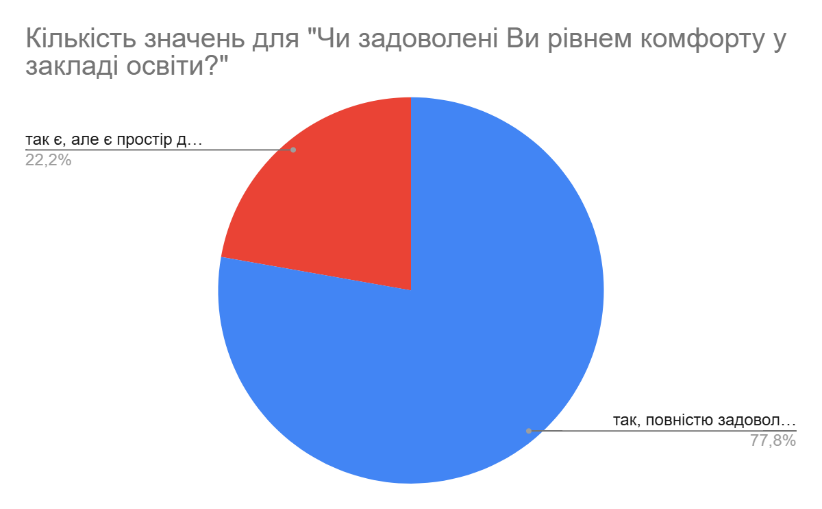 Кількість значень для "Чи задоволені Ви рівнем комфорту у
закладі освіти?"
так є, але є простір д…
22,2%
так, повністю задовол…
77,8%